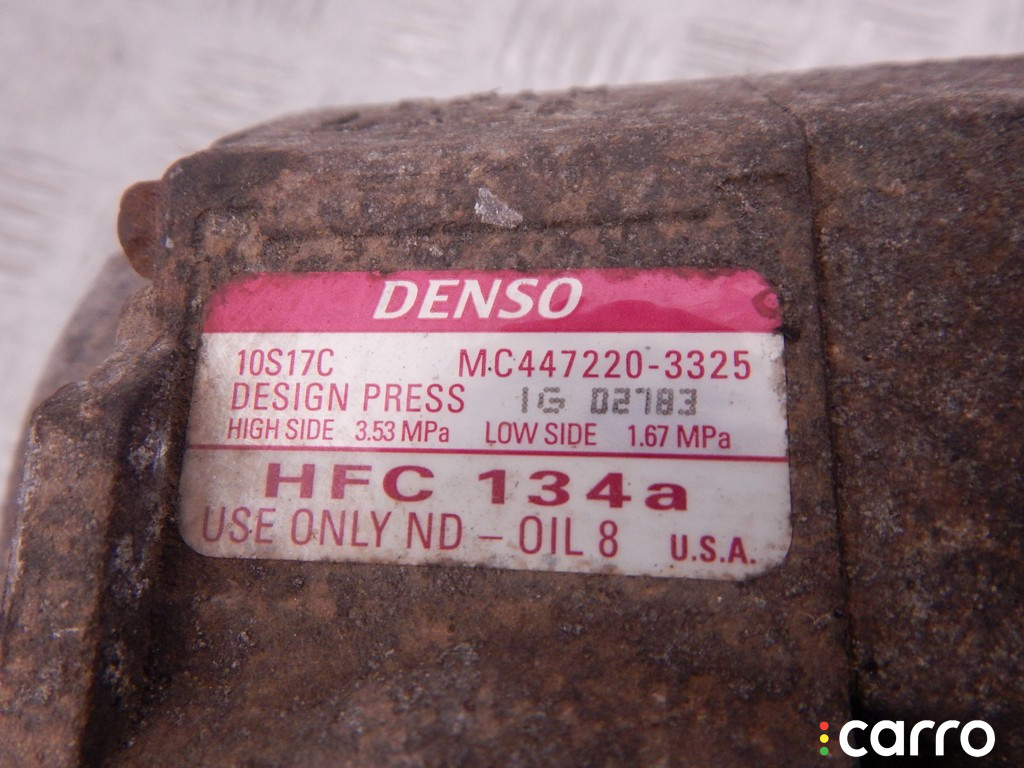 DENSO
10S17C MC447220-3325
DESIGN PRESS 1G 02783
HIGH SIDE 3.53 MPa LOW SIDE 1.67 MPa
HFC 134a
USE ONLY ND - OIL 8 U.S.A.
carro